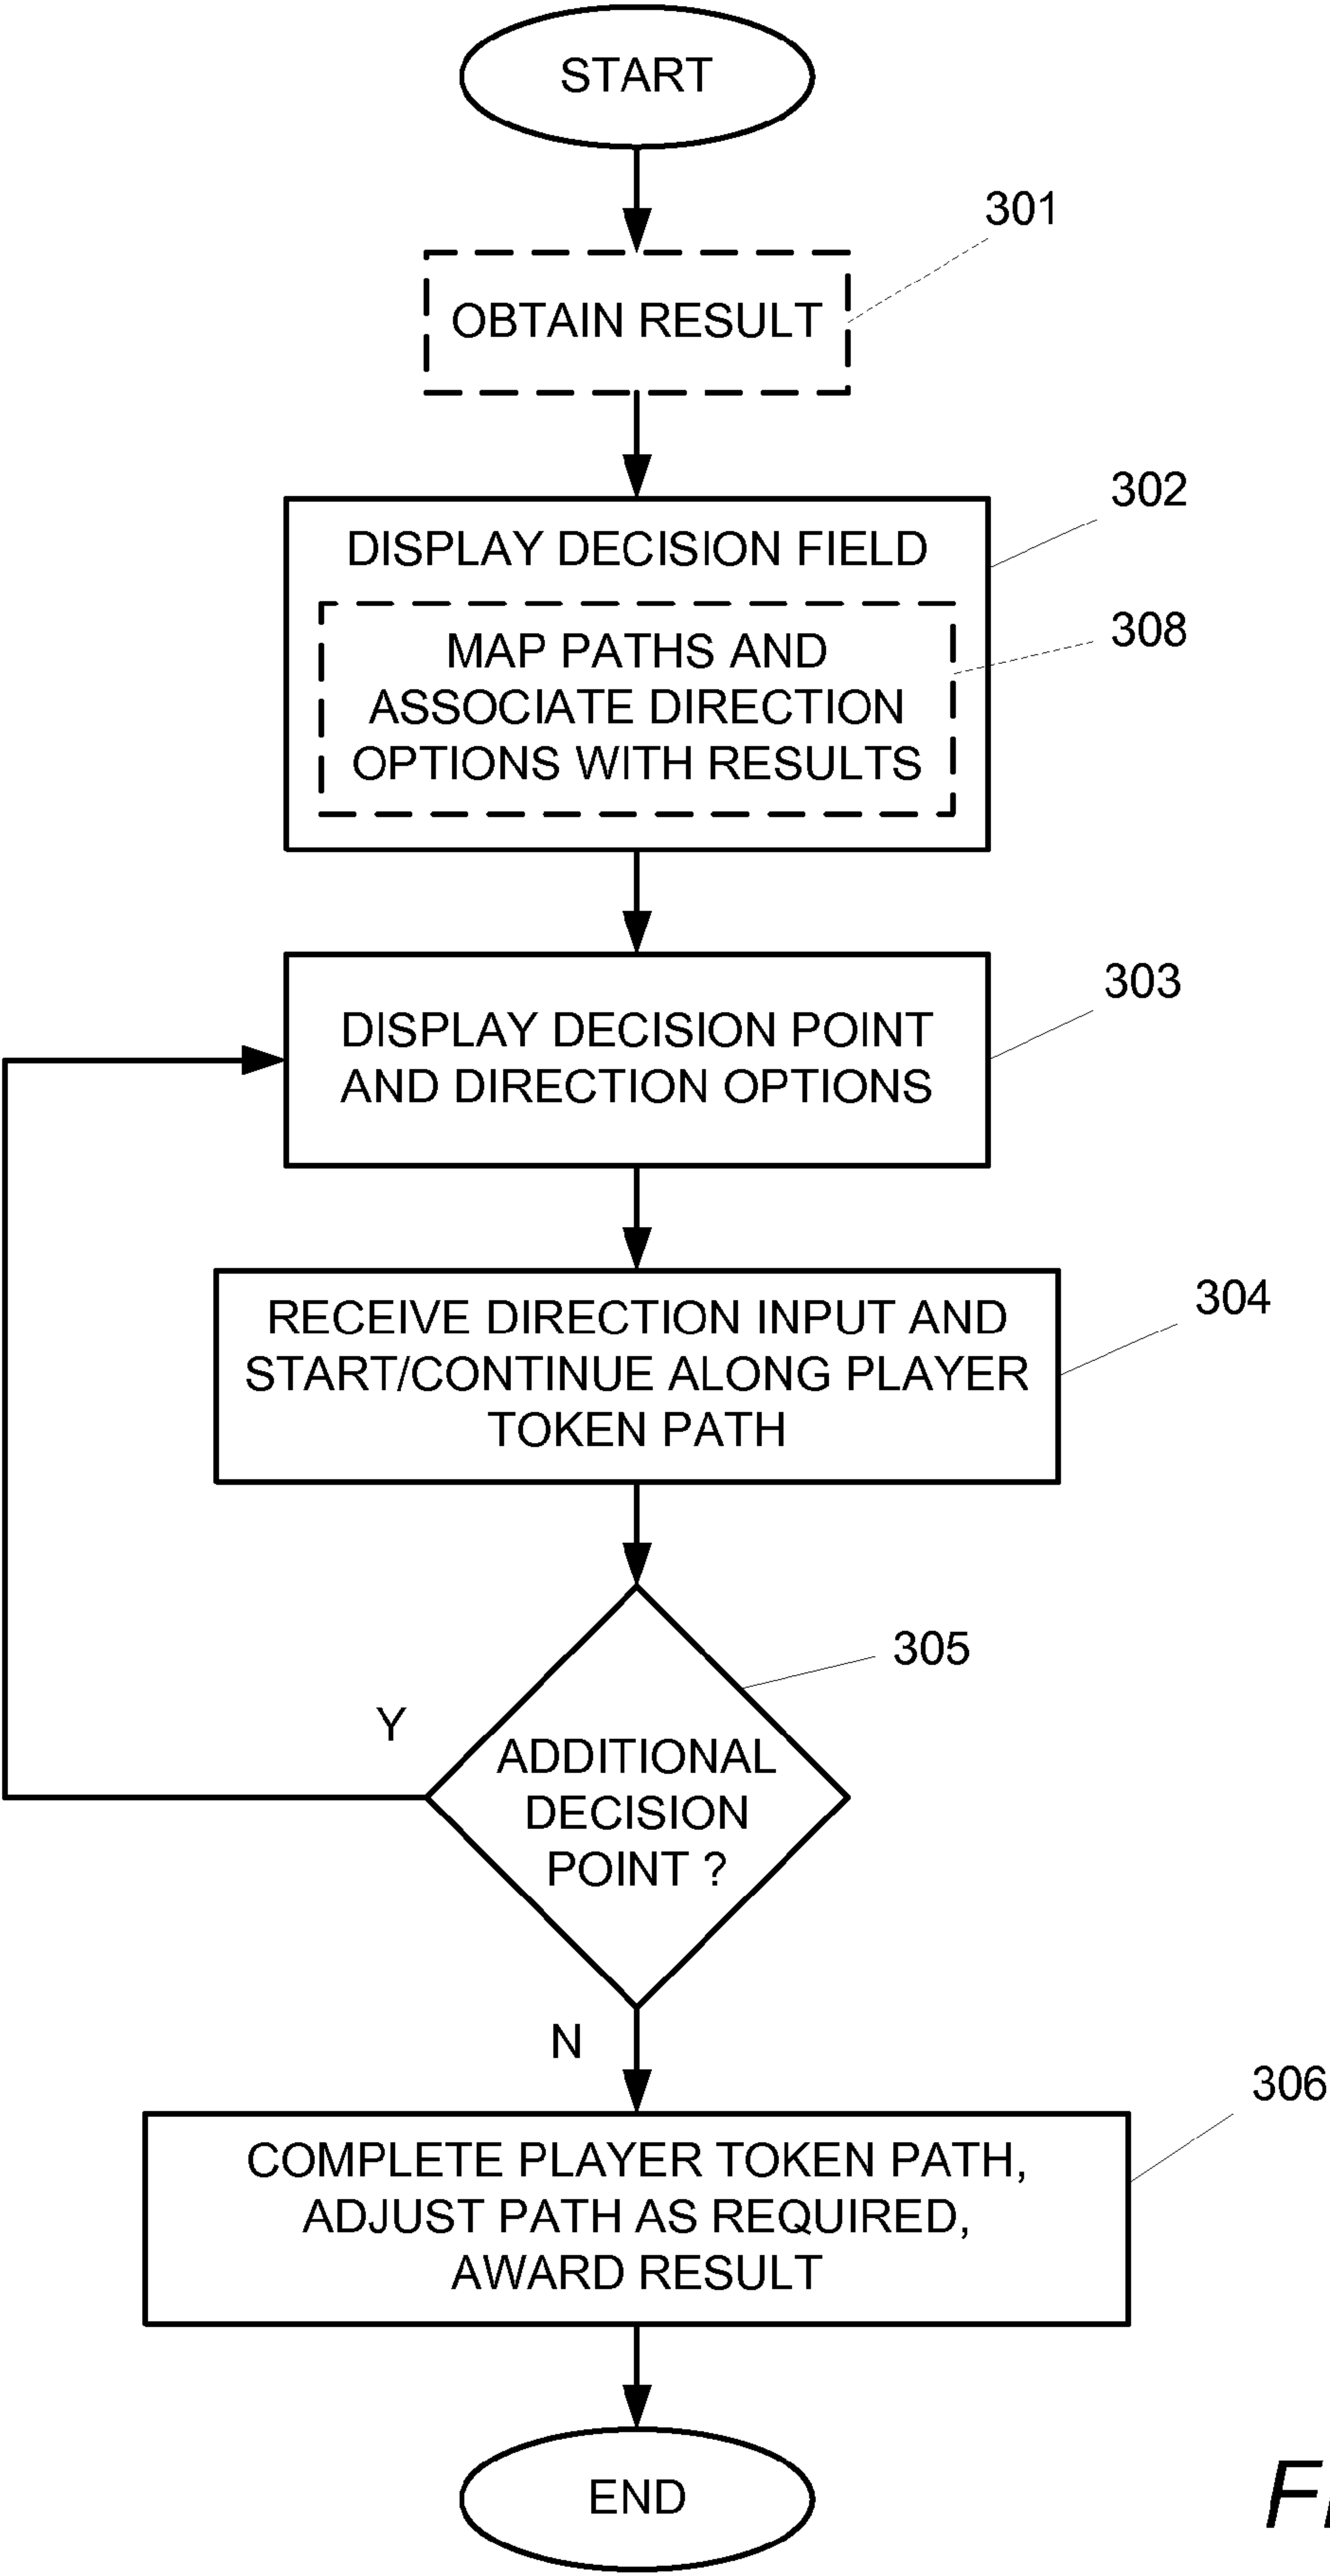 START
301
OBTAIN RESULT
302
DISPLAY DECISION FIELD
308
MAP PATHS AND
ASSOCIATE DIRECTION
OPTIONS WITH RESULTS
303
DISPLAY DECISION POINT
AND DIRECTION OPTIONS
304
RECEIVE DIRECTION INPUT AND
START/CONTINUE ALONG PLAYER
TOKEN PATH
305
Y
ADDITIONAL
DECISION
POINT ?
N
306
COMPLETE PLAYER TOKEN PATH,
ADJUST PATH AS REQUIRED,
AWARD RESULT
END